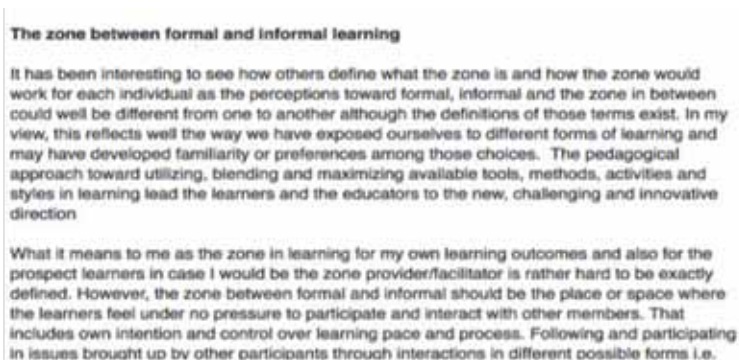 The zone between formal and informal learning
It has been interesting to see how others define what the zone is and how the zone would
work for each individual as the perceptions toward formal, informal and the zone in between
could well be different from one to another although the definitions of those terms exist. In my
view, this reflects well the way we have exposed ourselves to different forms of learning and
may have developed familiarity or preferences among those choices. The pedagogical
approach toward utilizing, blending and maximizing available tools, methods, activities and
styles in learning lead the learners and the educators to the new, challenging and innovative
direction
What it means to me as the zone in learning for my own learning outcomes and also for the
prospect learners in case I would be the zone provider/facilitator is rather hard to be exactly
defined. However, the zone between formal and informal should be the place or space where
the learners feel under no pressure to participate and interact with other members. That
includes own intention and control over learning pace and process. Following and participating
in issues brought up by other participants through interactions in different possible forms i.e.